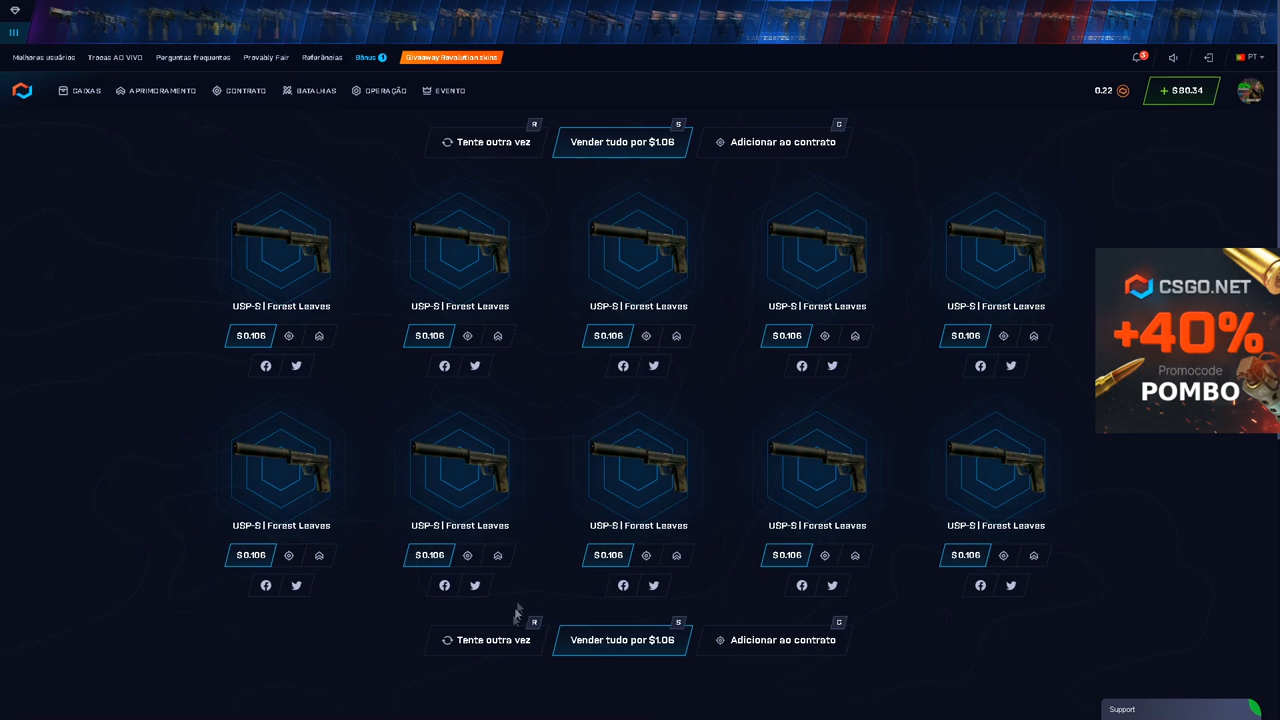 Melhores usuários Trocas AO VIVO Perguntas frequentes Provably Fair Referências Bônus Giveaway Revolution skins 3 PT
CAIXAS APRIMORAMENTO CONTRATO BATALHAS OPERAÇÃO EVENTO 0.22 + $ 80.34
R S C
Tente outra vez Vender tudo por $1.06 Adicionar ao contrato
USP-S | Forest Leaves USP-S | Forest Leaves USP-S | Forest Leaves USP-S | Forest Leaves USP-S | Forest Leaves
$ 0.106 $ 0.106 $ 0.106 $ 0.106 $ 0.106
CSGO.NET
+40%
Promocode
POMBO
USP-S | Forest Leaves USP-S | Forest Leaves USP-S | Forest Leaves USP-S | Forest Leaves USP-S | Forest Leaves
$ 0.106 $ 0.106 $ 0.106 $ 0.106 $ 0.106
R S C
Tente outra vez Vender tudo por $1.06 Adicionar ao contrato
Support